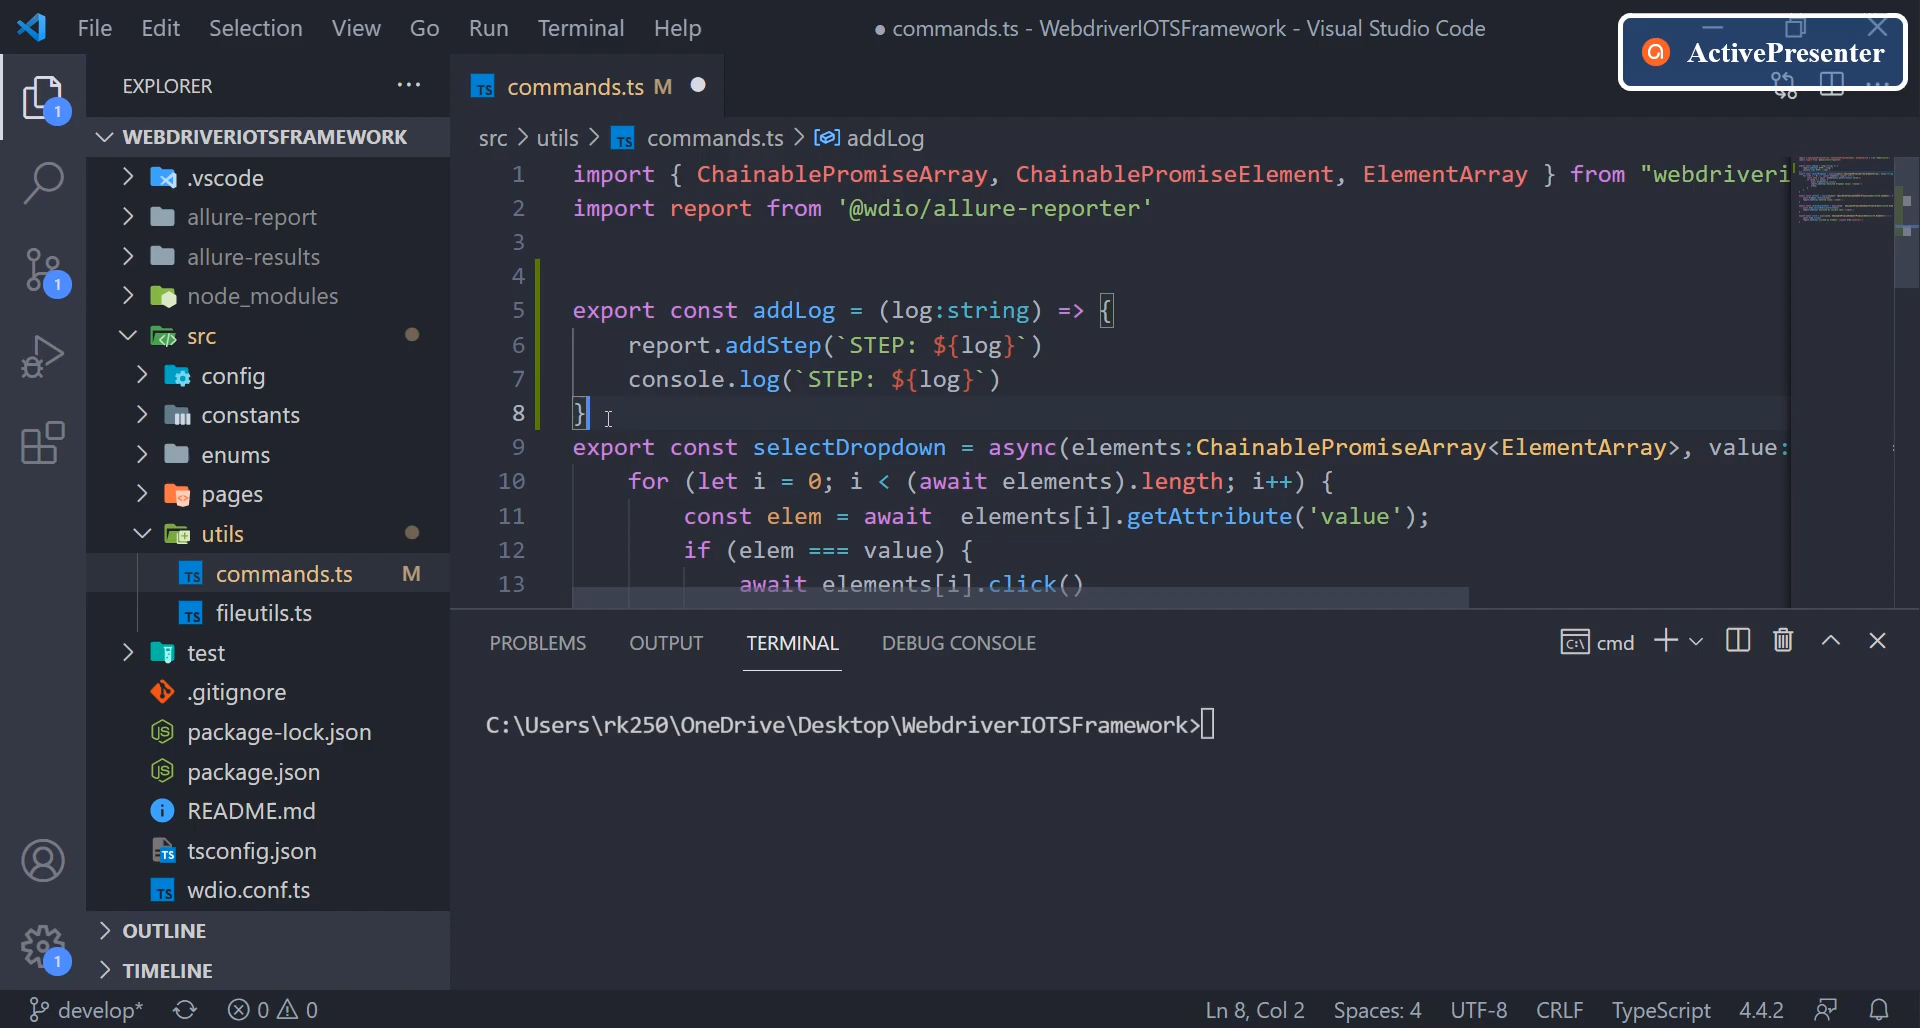 File Edit Selection View Go Run Terminal Help
● commands.ts - WebdriverIOTSFramework - Visual Studio Code
ActivePresenter
EXPLORER
WEBDRIVERIOTSFRAMEWORK
.vscode
allure-report
allure-results
node_modules
src
config
constants
enums
pages
utils
commands.ts M
fileutils.ts
test
.gitignore
package-lock.json
package.json
README.md
tsconfig.json
wdio.conf.ts
OUTLINE
TIMELINE
1
1
1
commands.ts M
src > utils > commands.ts > addLog
1 import { ChainablePromiseArray, ChainablePromiseElement, ElementArray } from "webdriveri
2 import report from '@wdio/allure-reporter'
3
4
5 export const addLog = (log:string) => {
6 report.addStep(`STEP: ${log}`)
7 console.log(`STEP: ${log}`)
8 }
9 export const selectDropdown = async(elements:ChainablePromiseArray<ElementArray>, value:
10 for (let i = 0; i < (await elements).length; i++) {
11 const elem = await elements[i].getAttribute('value');
12 if (elem === value) {
13 await elements[i].click()
PROBLEMS OUTPUT TERMINAL DEBUG CONSOLE
cmd
C:\Users\rk250\OneDrive\Desktop\WebdriverIOTSFramework>
develop* 0 0
Ln 8, Col 2 Spaces: 4 UTF-8 CRLF TypeScript 4.4.2